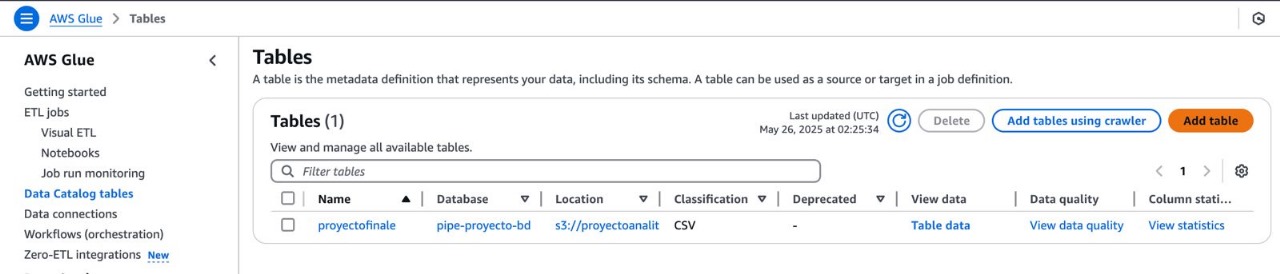 AWS Glue > Tables
AWS Glue
Getting started
ETL jobs
Visual ETL
Notebooks
Job run monitoring
Data Catalog tables
Data connections
Workflows (orchestration)
Zero-ETL integrations New
Tables
A table is the metadata definition that represents your data, including its schema. A table can be used as a source or target in a job definition.
Tables (1)
Last updated (UTC)
May 26, 2025 at 02:25:34
Delete
Add tables using crawler
Add table
View and manage all available tables.
Filter tables
1
Name Database Location Classification Deprecated View data Data quality Column stati...
proyectofinale pipe-proyecto-bd s3://proyectoanalit CSV - Table data View data quality View statistics